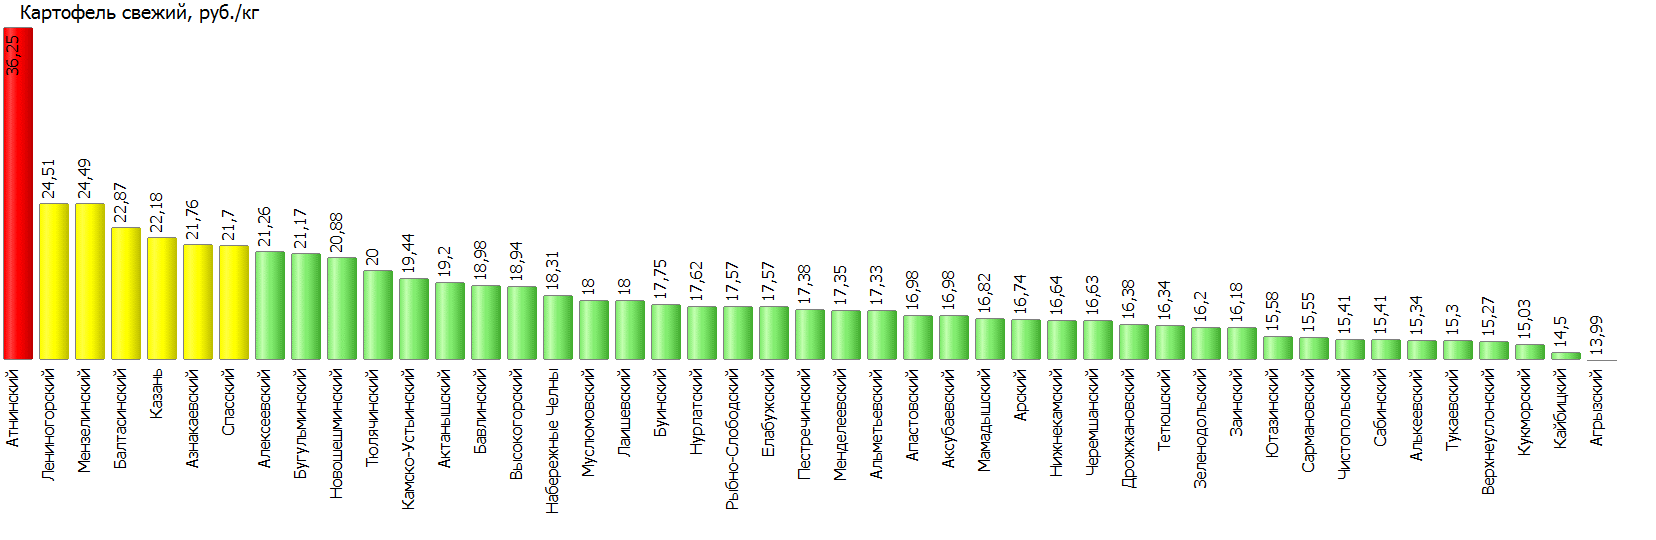 Картофель свежий, руб./кг
36,25
24,51
24,49
22,87
22,18
21,76
21,7
21,26
21,17
20,88
20
19,44
19,2
18,98
18,94
18,31
18
18
17,75
17,62
17,57
17,57
17,38
17,35
17,33
16,98
16,98
16,82
16,74
16,64
16,63
16,38
16,34
16,2
16,18
15,58
15,55
15,41
15,41
15,34
15,3
15,27
15,03
14,5
13,99
Атнинский
Лениногорский
Мензелинский
Балтасинский
Казань
Азнакаевский
Спасский
Алексеевский
Бугульминский
Новошешминский
Тюлячинский
Камско-Устьинский
Актанышский
Бавлинский
Высокогорский
Набережные Челны
Муслюмовский
Лаишевский
Буинский
Нурлатский
Рыбно-Слободский
Елабужский
Пестречинский
Менделеевский
Альметьевский
Апастовский
Аксубаевский
Мамадышский
Арский
Нижнекамский
Черемшанский
Дрожжановский
Тетюшский
Зеленодольский
Заинский
Ютазинский
Сармановский
Чистопольский
Сабинский
Алькеевский
Тукаевский
Верхнеуслонский
Кукморский
Кайбицкий
Агрызский